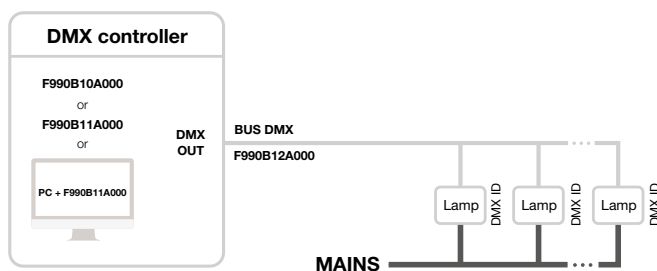 DMX controller
F990B10A000
or
F990B11A000
or
PC + F990B11A000
DMX
OUT
BUS DMX
F990B12A000
Lamp
DMX ID
Lamp
DMX ID
Lamp
DMX ID
MAINS